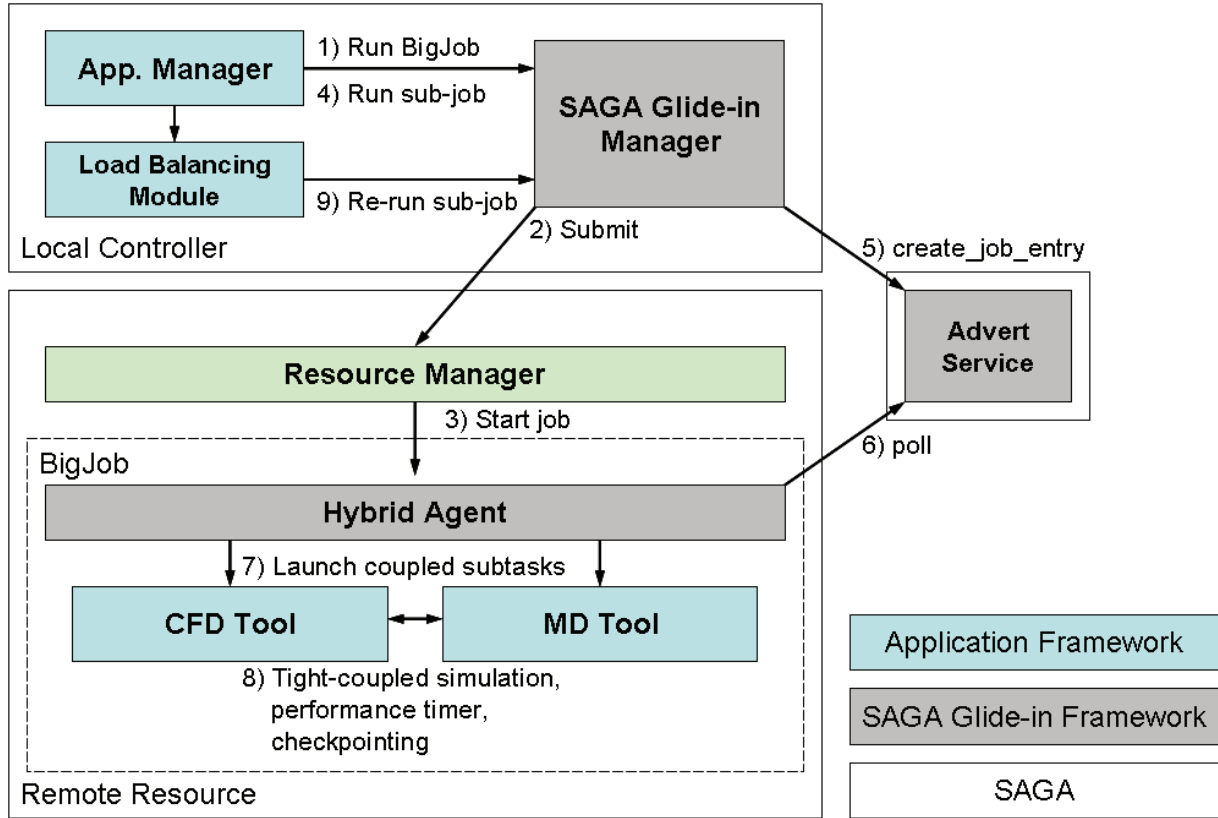 App. Manager
1) Run BigJob
4) Run sub-job
SAGA Glide-in
Manager
Load Balancing
Module
9) Re-run sub-job
Local Controller
2) Submit
5) create_job_entry
Advert
Service
Resource Manager
3) Start job
6) poll
BigJob
Hybrid Agent
7) Launch coupled subtasks
CFD Tool
MD Tool
8) Tight-coupled simulation,
performance timer,
checkpointing
Remote Resource
Application Framework
SAGA Glide-in Framework
SAGA